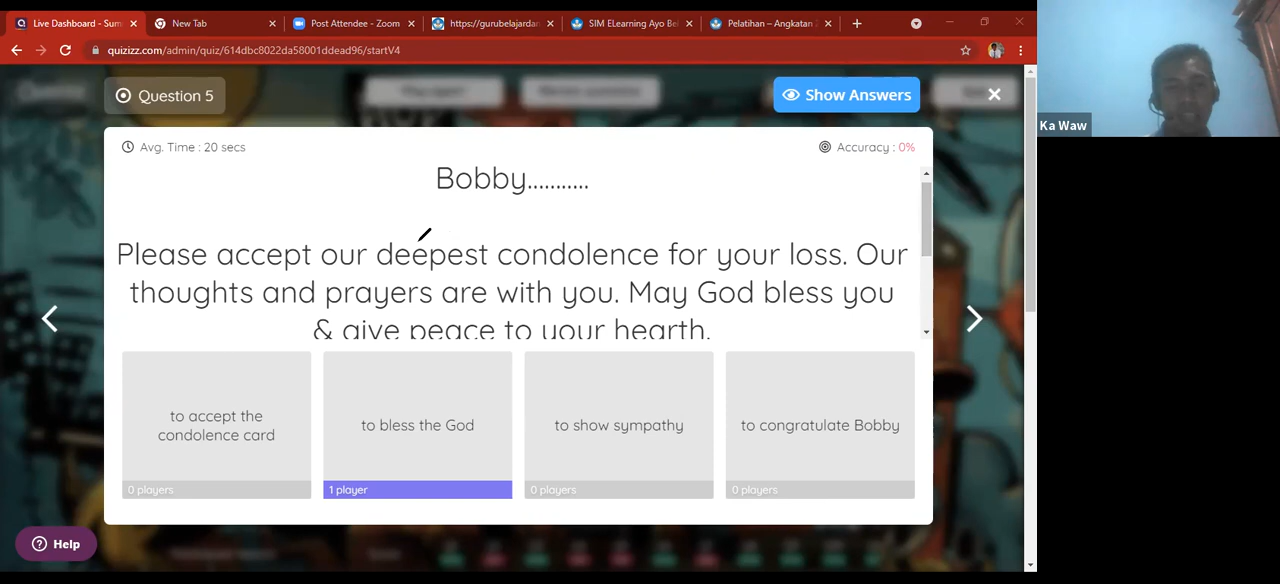 Live Dashboard - Sum
New Tab
Post Attendee - Zoom
https://gurubelajardan
SIM ELearning Ayo Be
Pelatihan – Angkatan
quizizz.com/admin/quiz/614dbc8022da58001ddead96/startV4
Question 5
Show Answers
Ka Waw
Avg. Time : 20 secs
Accuracy : 0%
Bobby...........
Please accept our deepest condolence for your loss. Our
thoughts and prayers are with you. May God bless you
& give peace to your hearth.
to accept the
condolence card
to bless the God
to show sympathy
to congratulate Bobby
0 players
1 player
0 players
0 players
Help